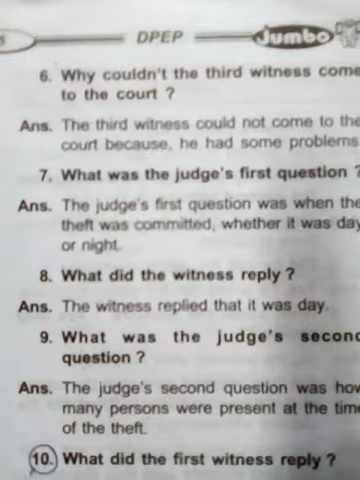 DPEP Jumbo
6. Why couldn't the third witness come
to the court ?
Ans. The third witness could not come to the
court because, he had some problems
7. What was the judge's first question ?
Ans. The judge's first question was when the
theft was committed, whether it was day
or night.
8. What did the witness reply ?
Ans. The witness replied that it was day.
9. What was the judge's second
question ?
Ans. The judge's second question was how
many persons were present at the time
of the theft.
10. What did the first witness reply ?